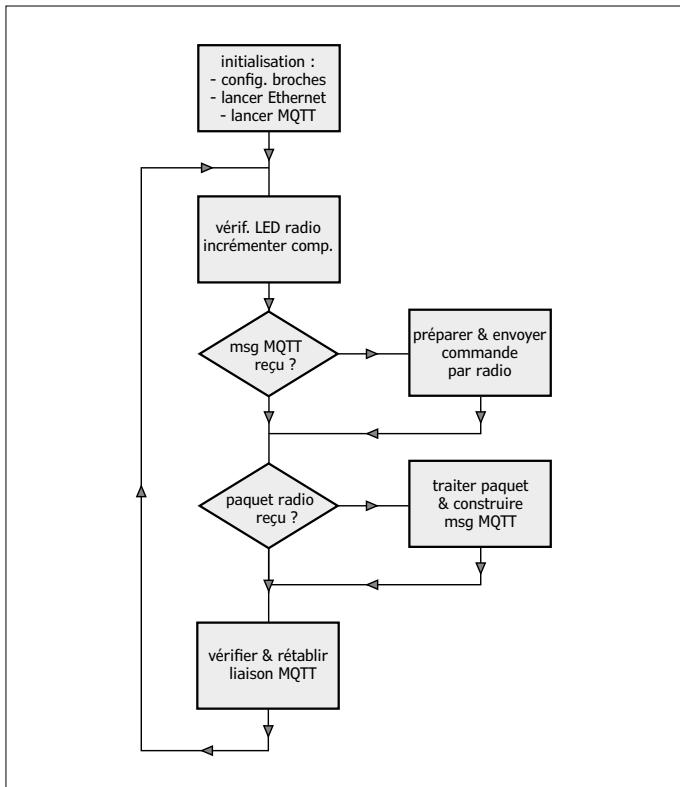 initialisation :
- config. broches
- lancer Ethernet
- lancer MQTT
vérif. LED radio
incrémenter comp.
msg MQTT
reçu ?
préparer & envoyer
commande
par radio
paquet radio
reçu ?
traiter paquet
& construire
msg MQTT
vérifier & rétablir
liaison MQTT